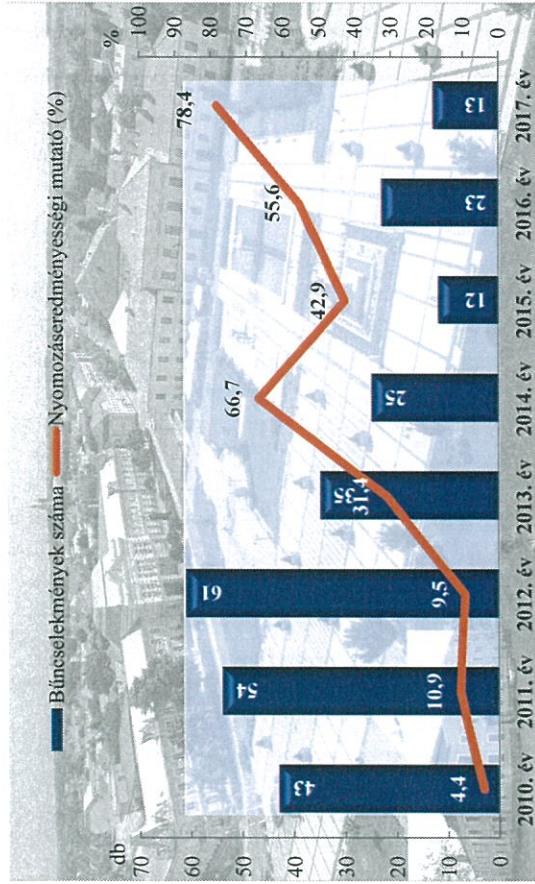 Bűncselekmények száma Nyomozáseredményességi mutató (%)
db %
70 60 50 40 30 20 10 0
100 90 80 70 60 50 40 30 20 10 0
43 54 61 35 25 12 23 13
4,4 10,9 9,5 31,4 66,7 42,9 55,6 78,4
2010. év 2011. év 2012. év 2013. év 2014. év 2015. év 2016. év 2017. év